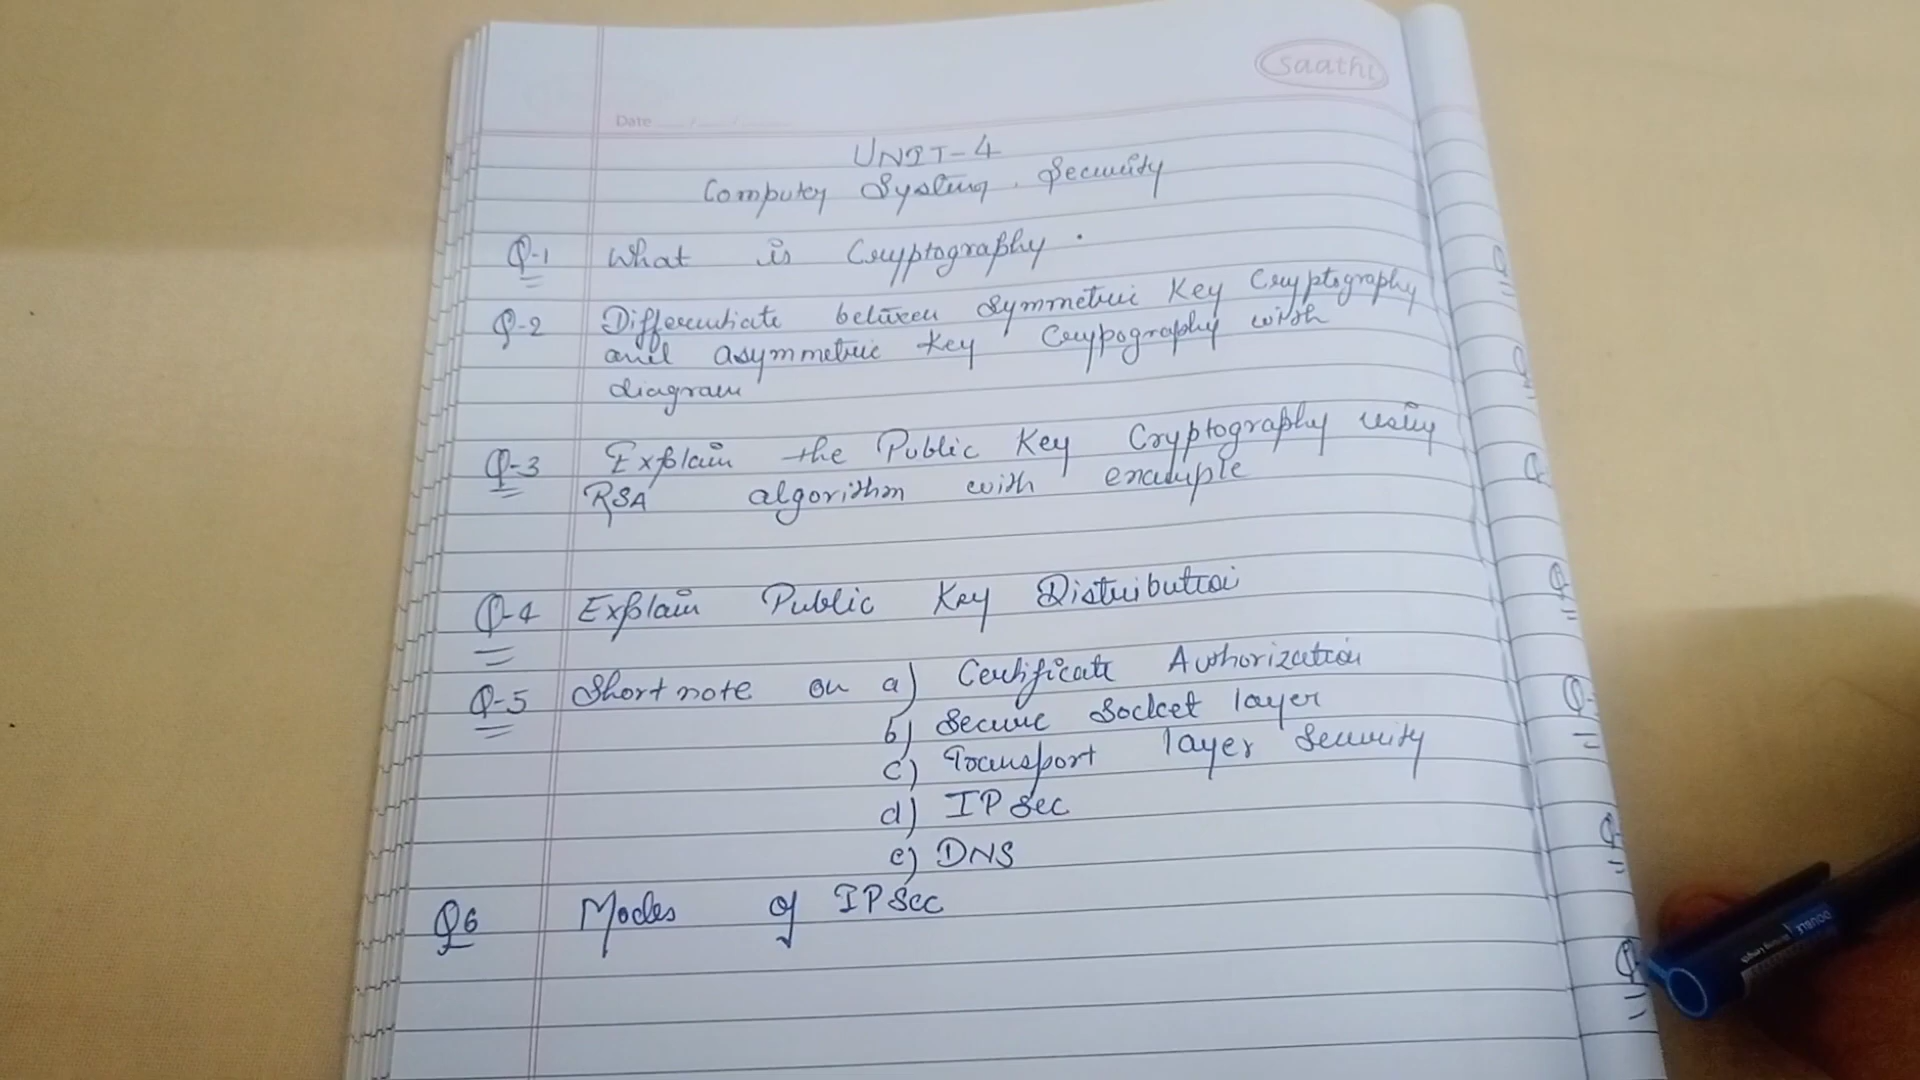 saathi
Date
UNIT-4
Computer System Security
Q-1 What is Cryptography.
Q-2 Differentiate between Symmetric Key Cryptography
and asymmetric key Crypography with
diagram
Q-3 Explain the Public Key Cryptography using
RSA algorithm with example
Q-4 Explain Public Key Distribution
Q-5 Short note on a) Certificate Authorization
b) Secure Socket layer
c) Transport layer Security
d) IP Sec
e) DNS
Q6 Modes of IP Sec
DOUBLE